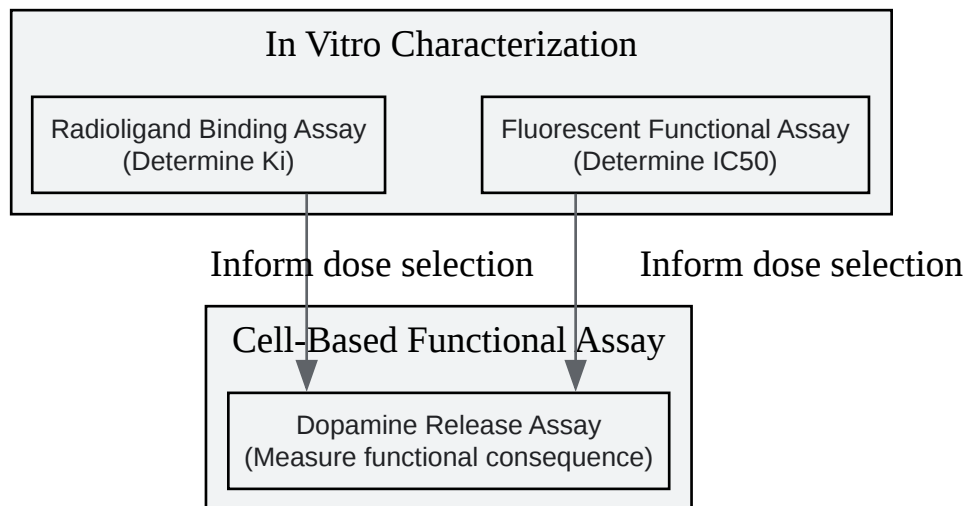 In Vitro Characterization
Radioligand Binding Assay
(Determine Ki)
Fluorescent Functional Assay
(Determine IC50)
Inform dose selection
Inform dose selection
Cell-Based Functional Assay
Dopamine Release Assay
(Measure functional consequence)